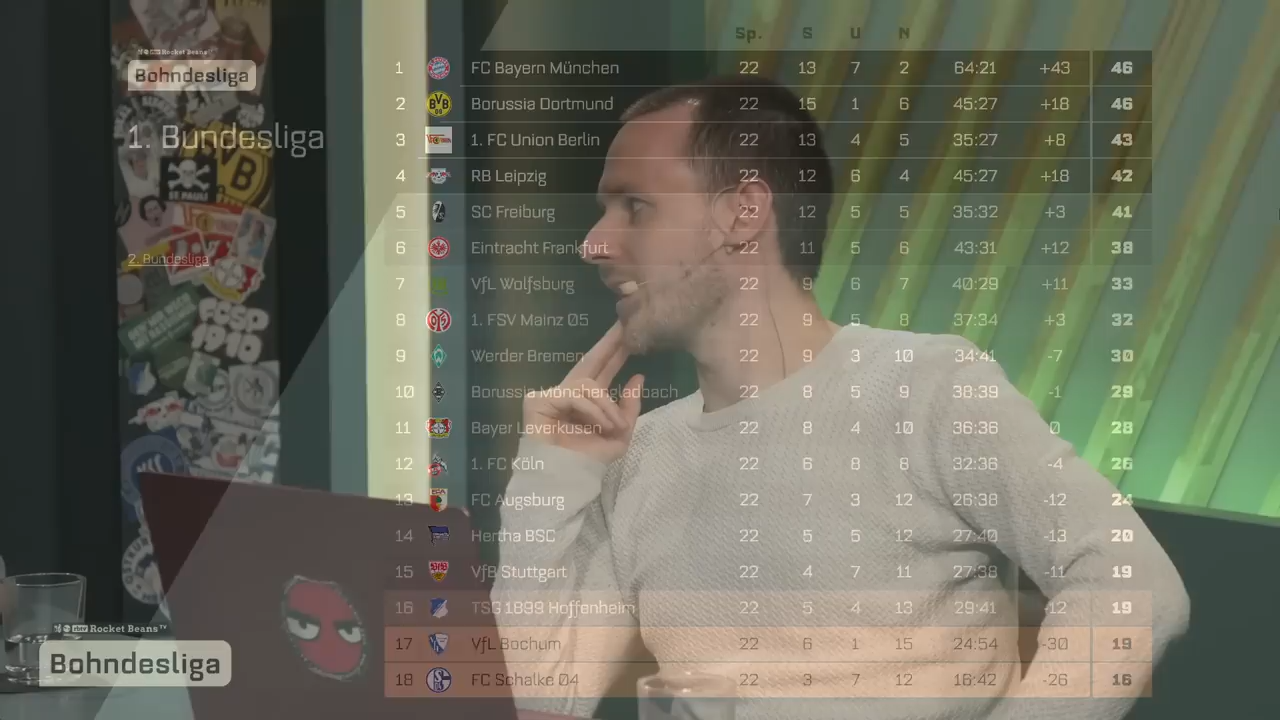 Rocket Beans TV
Bohndesliga
1. Bundesliga
2. Bundesliga
Sp. S U N
1 FC Bayern München 22 13 7 2 64:21 +43 46
2 Borussia Dortmund 22 15 1 6 45:27 +18 46
3 1. FC Union Berlin 22 13 4 5 35:27 +8 43
4 RB Leipzig 22 12 6 4 45:27 +18 42
5 SC Freiburg 22 12 5 5 35:32 +3 41
6 Eintracht Frankfurt 22 11 5 6 43:31 +12 38
7 VfL Wolfsburg 22 9 6 7 40:29 +11 33
8 1. FSV Mainz 05 22 9 5 8 37:34 +3 32
9 Werder Bremen 22 9 3 10 34:41 -7 30
10 Borussia Mönchengladbach 22 8 5 9 38:39 -1 29
11 Bayer Leverkusen 22 8 4 10 36:36 0 28
12 1. FC Köln 22 6 8 8 32:36 -4 26
13 FC Augsburg 22 7 3 12 26:38 -12 24
14 Hertha BSC 22 5 5 12 27:40 -13 20
15 VfB Stuttgart 22 4 7 11 27:38 -11 19
16 TSG 1899 Hoffenheim 22 5 4 13 29:41 -12 19
17 VfL Bochum 22 6 1 15 24:54 -30 19
18 FC Schalke 04 22 3 7 12 16:42 -26 16
BVB
ST. PAULI
FCSP
1910
Rocket Beans TV
Bohndesliga